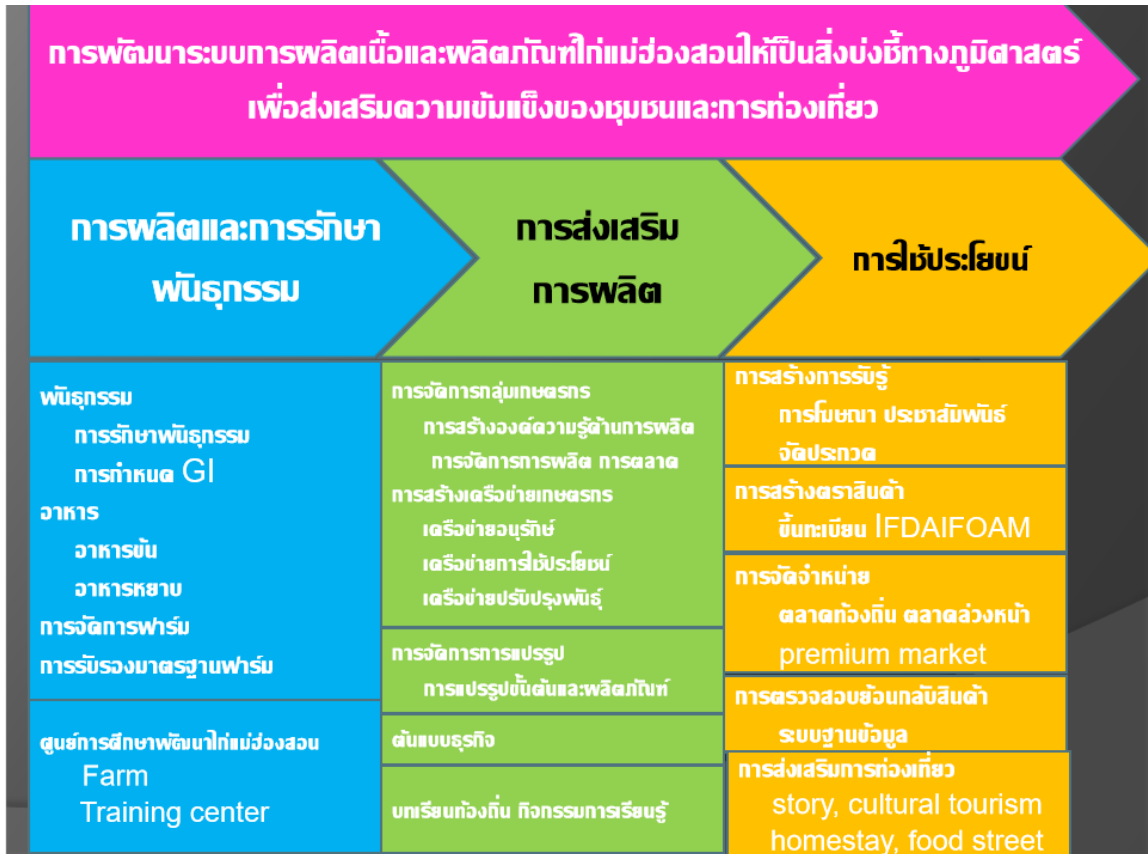 การพัฒนาระบบการผลิตเนื้อและผลิตภัณฑ์ไก่แม่ฮ่องสอนให้เป็นสิ่งบ่งชี้ทางภูมิศาสตร์
เพื่อส่งเสริมความเข้มแข็งของชุมชนและการท่องเที่ยว
การผลิตและการรักษา
พันธุกรรม
พันธุกรรม
การรักษาพันธุกรรม
การกำหนด GI
อาหาร
อาหารข้น
อาหารหยาบ
การจัดการฟาร์ม
การรับรองมาตรฐานฟาร์ม
ศูนย์การศึกษาพัฒนาไก่แม่ฮ่องสอน
Farm
Training center
การส่งเสริม
การผลิต
การจัดการกลุ่มเกษตรกร
การสร้างองค์ความรู้ด้านการผลิต
การจัดการการผลิต การตลาด
การสร้างเครือข่ายเกษตรกร
เครือข่ายอนุรักษ์
เครือข่ายการใช้ประโยชน์
เครือข่ายปรับปรุงพันธุ์
การจัดการการแปรรูป
การแปรรูปขั้นต้นและผลิตภัณฑ์
ต้นแบบธุรกิจ
บทเรียนท้องถิ่น กิจกรรมการเรียนรู้
การใช้ประโยชน์
การสร้างการรับรู้
การโฆษณา ประชาสัมพันธ์
จัดประกวด
การสร้างตราสินค้า
ขึ้นทะเบียน IFDAIFOAM
การจัดจำหน่าย
ตลาดท้องถิ่น ตลาดล่วงหน้า
premium market
การตรวจสอบย้อนกลับสินค้า
ระบบฐานข้อมูล
การส่งเสริมการท่องเที่ยว
story, cultural tourism
homestay, food street